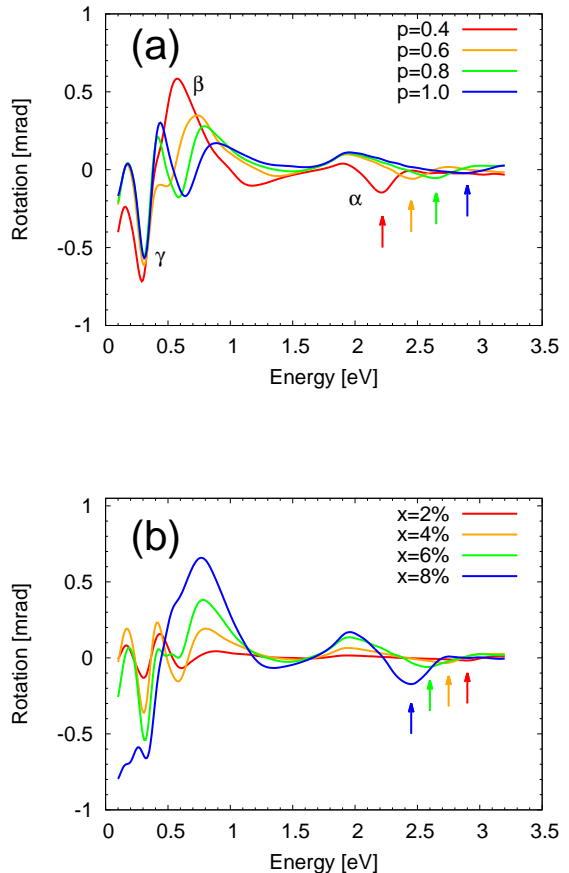 (a)
p=0.4
p=0.6
p=0.8
p=1.0
β
α
γ
1
0.5
0
-0.5
-1
Rotation [mrad]
0 0.5 1 1.5 2 2.5 3 3.5
Energy [eV]
(b)
x=2%
x=4%
x=6%
x=8%
1
0.5
0
-0.5
-1
Rotation [mrad]
0 0.5 1 1.5 2 2.5 3 3.5
Energy [eV]